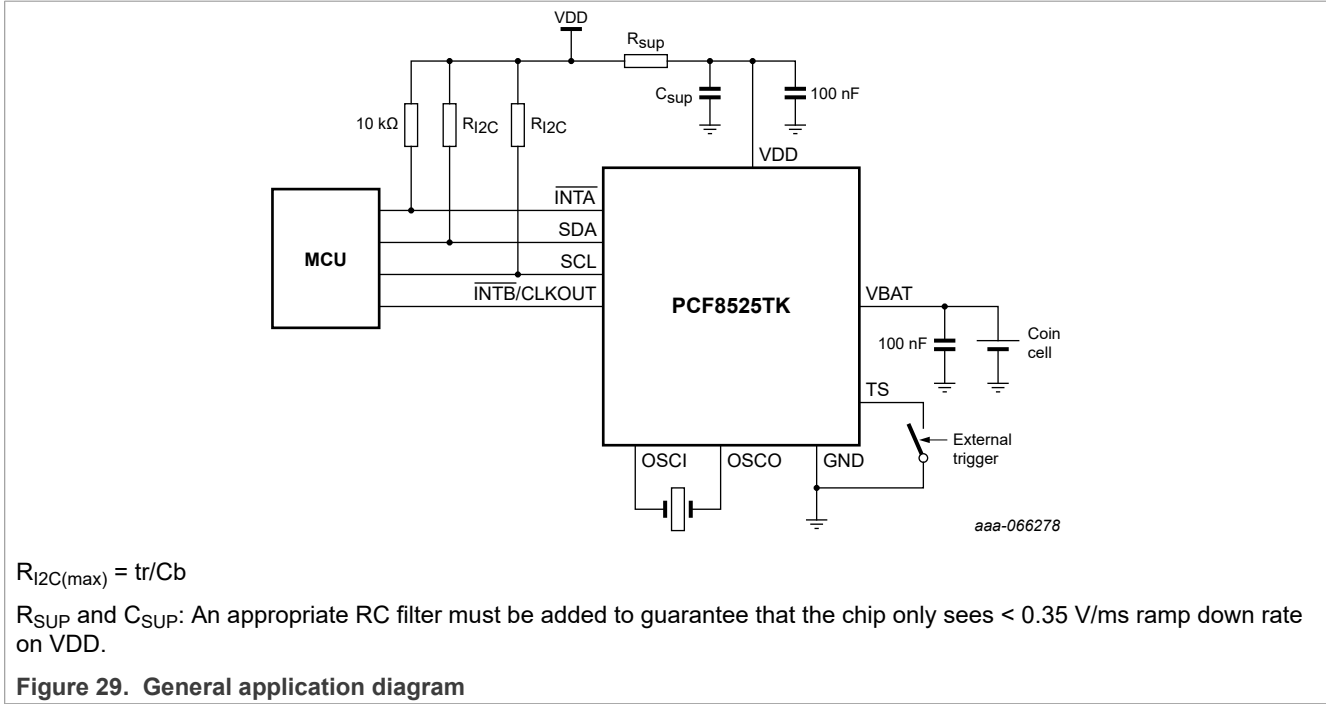 VDD
Rsup
Csup
100 nF
10 kΩ
RI2C
RI2C
VDD
INTA
SDA
SCL
INTB/CLKOUT
MCU
PCF8525TK
VBAT
100 nF
Coin
cell
TS
External
trigger
OSCI
OSCO
GND
aaa-066278
RI2C(max) = tr/Cb
RSUP and CSUP: An appropriate RC filter must be added to guarantee that the chip only sees < 0.35 V/ms ramp down rate
on VDD.
Figure 29. General application diagram